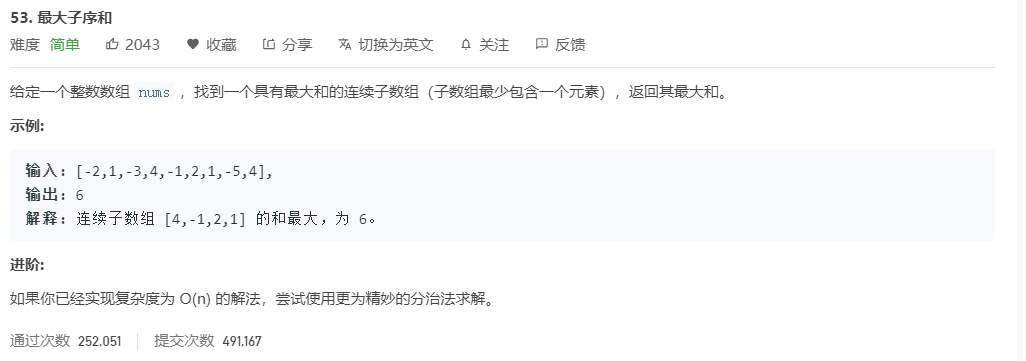 53. 最大子序和
难度 简单 2043 收藏 分享 切换为英文 关注 反馈
给定一个整数数组 nums ，找到一个具有最大和的连续子数组（子数组最少包含一个元素），返回其最大和。
示例:
输入: [-2,1,-3,4,-1,2,1,-5,4],
输出: 6
解释: 连续子数组 [4,-1,2,1] 的和最大，为 6。
进阶:
如果你已经实现复杂度为 O(n) 的解法，尝试使用更为精妙的分治法求解。
通过次数 252,051 提交次数 491,167